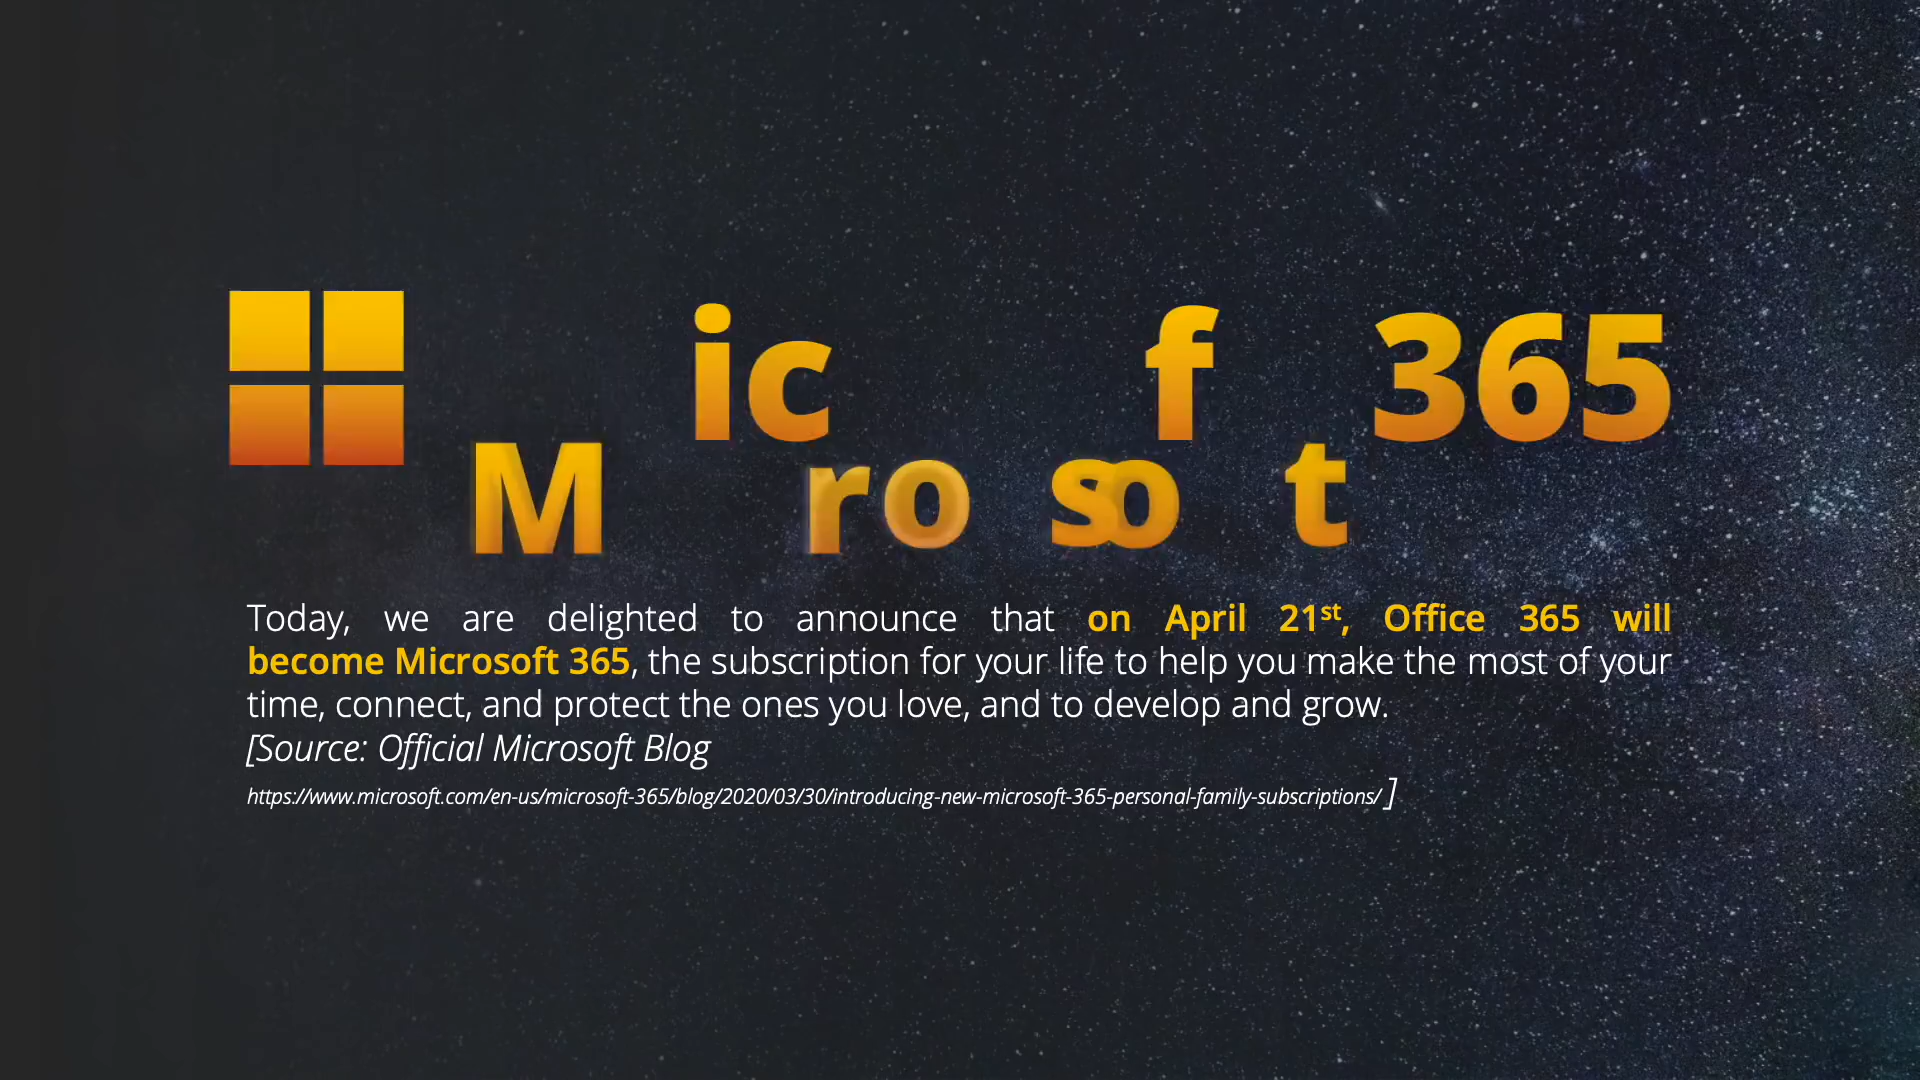 Microsoft 365
Today, we are delighted to announce that on April 21st, Office 365 will
become Microsoft 365, the subscription for your life to help you make the most of your
time, connect, and protect the ones you love, and to develop and grow.
[Source: Official Microsoft Blog
https://www.microsoft.com/en-us/microsoft-365/blog/2020/03/30/introducing-new-microsoft-365-personal-family-subscriptions/ ]